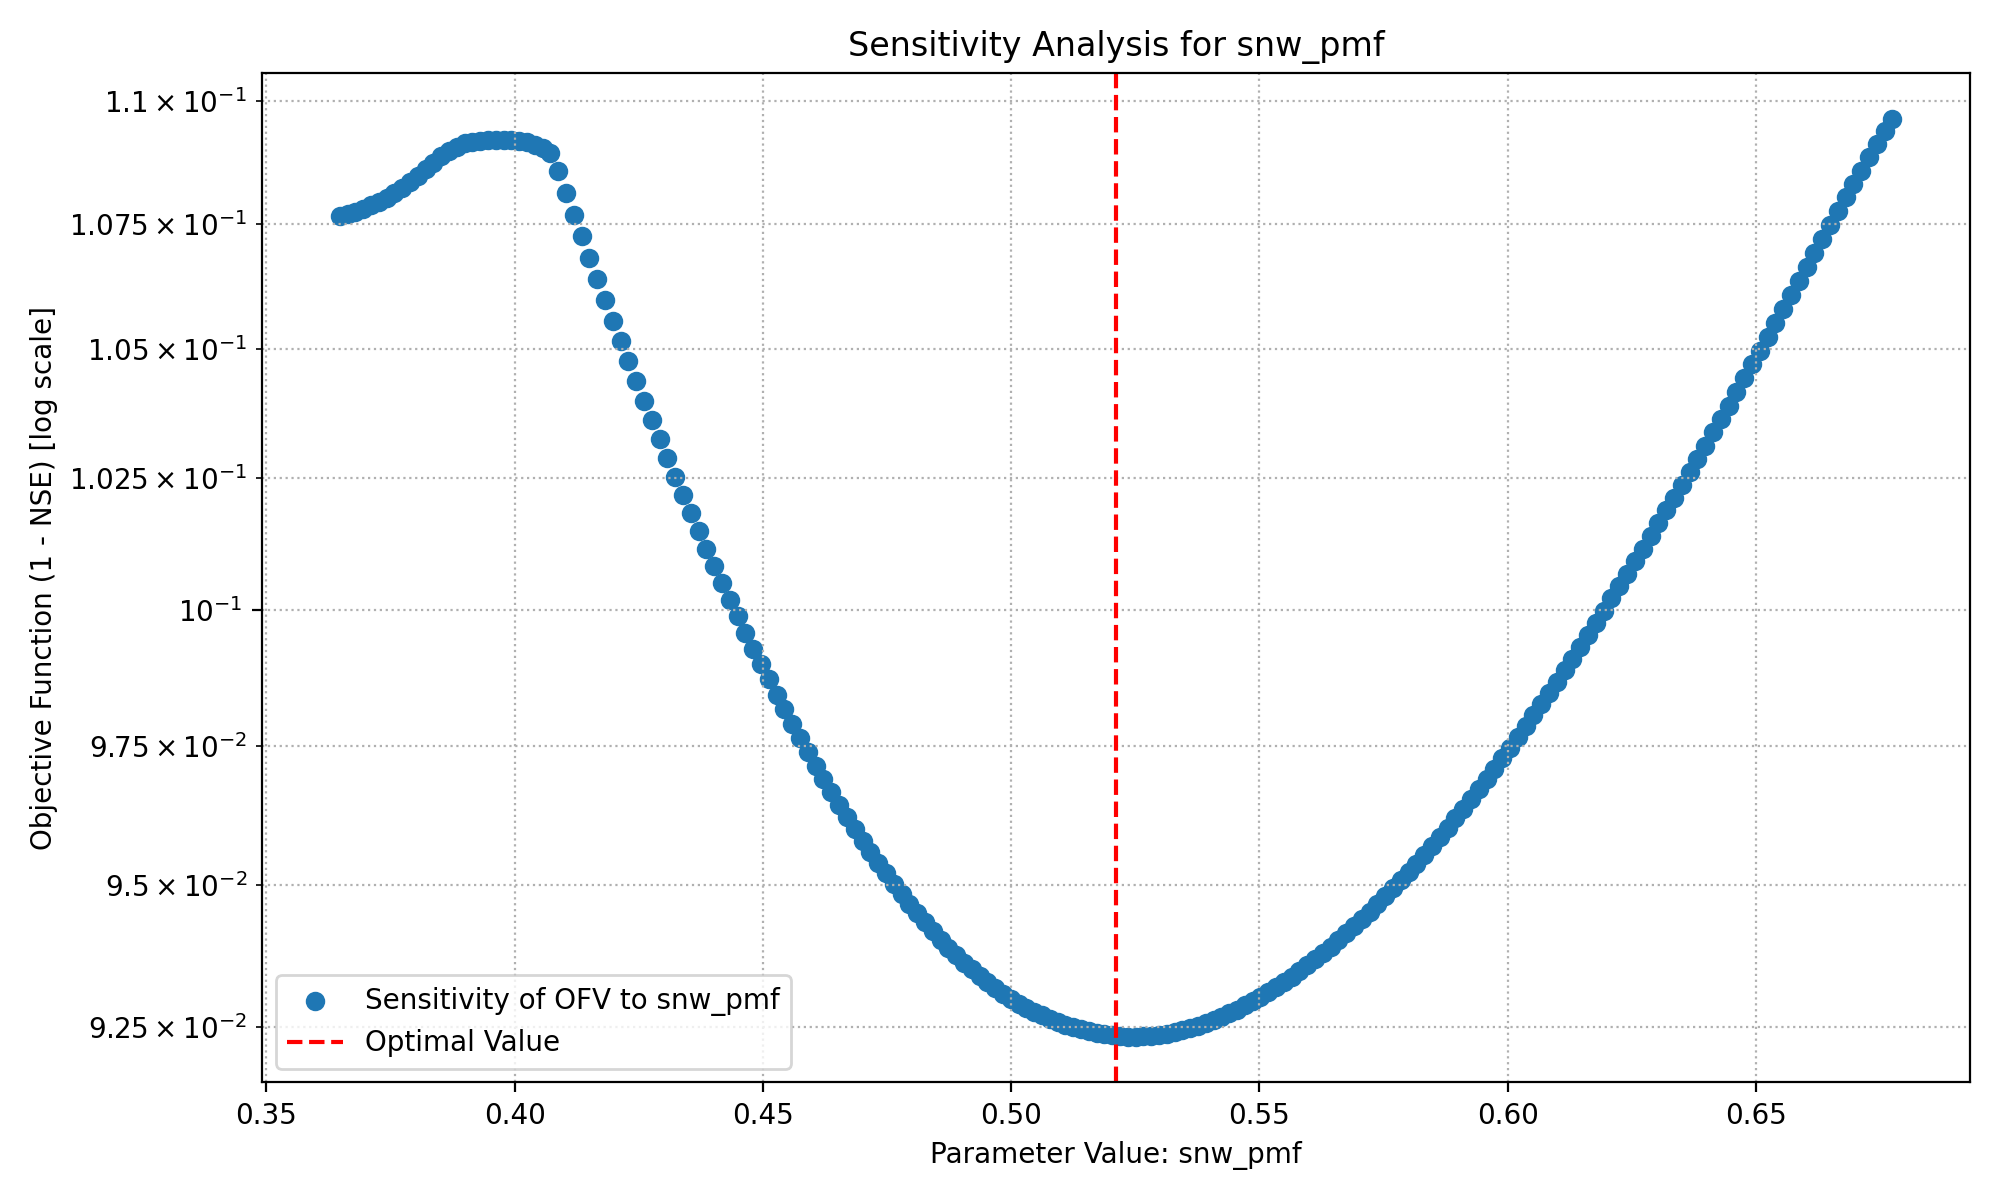 Sensitivity Analysis for snw_pmf
Objective Function (1 - NSE) [log scale]
1.1 × 10⁻¹
1.075 × 10⁻¹
1.05 × 10⁻¹
1.025 × 10⁻¹
10⁻¹
9.75 × 10⁻²
9.5 × 10⁻²
9.25 × 10⁻²
Sensitivity of OFV to snw_pmf
Optimal Value
0.35 0.40 0.45 0.50 0.55 0.60 0.65
Parameter Value: snw_pmf